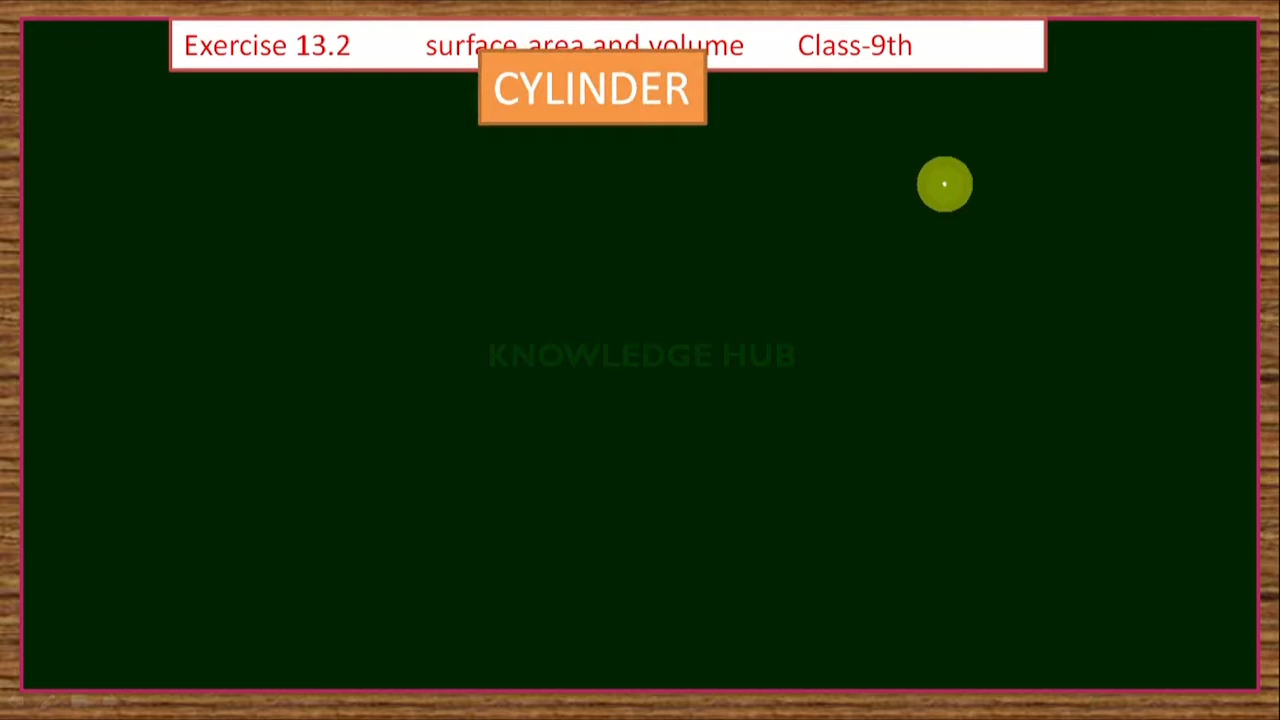 Exercise 13.2 surface area and volume Class-9th
CYLINDER
KNOWLEDGE HUB